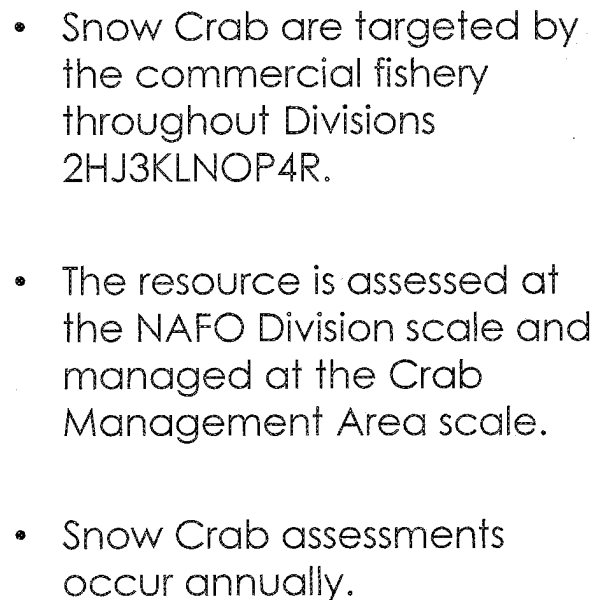 • Snow Crab are targeted by
the commercial fishery
throughout Divisions
2HJ3KLNOP4R.
• The resource is assessed at
the NAFO Division scale and
managed at the Crab
Management Area scale.
• Snow Crab assessments
occur annually.